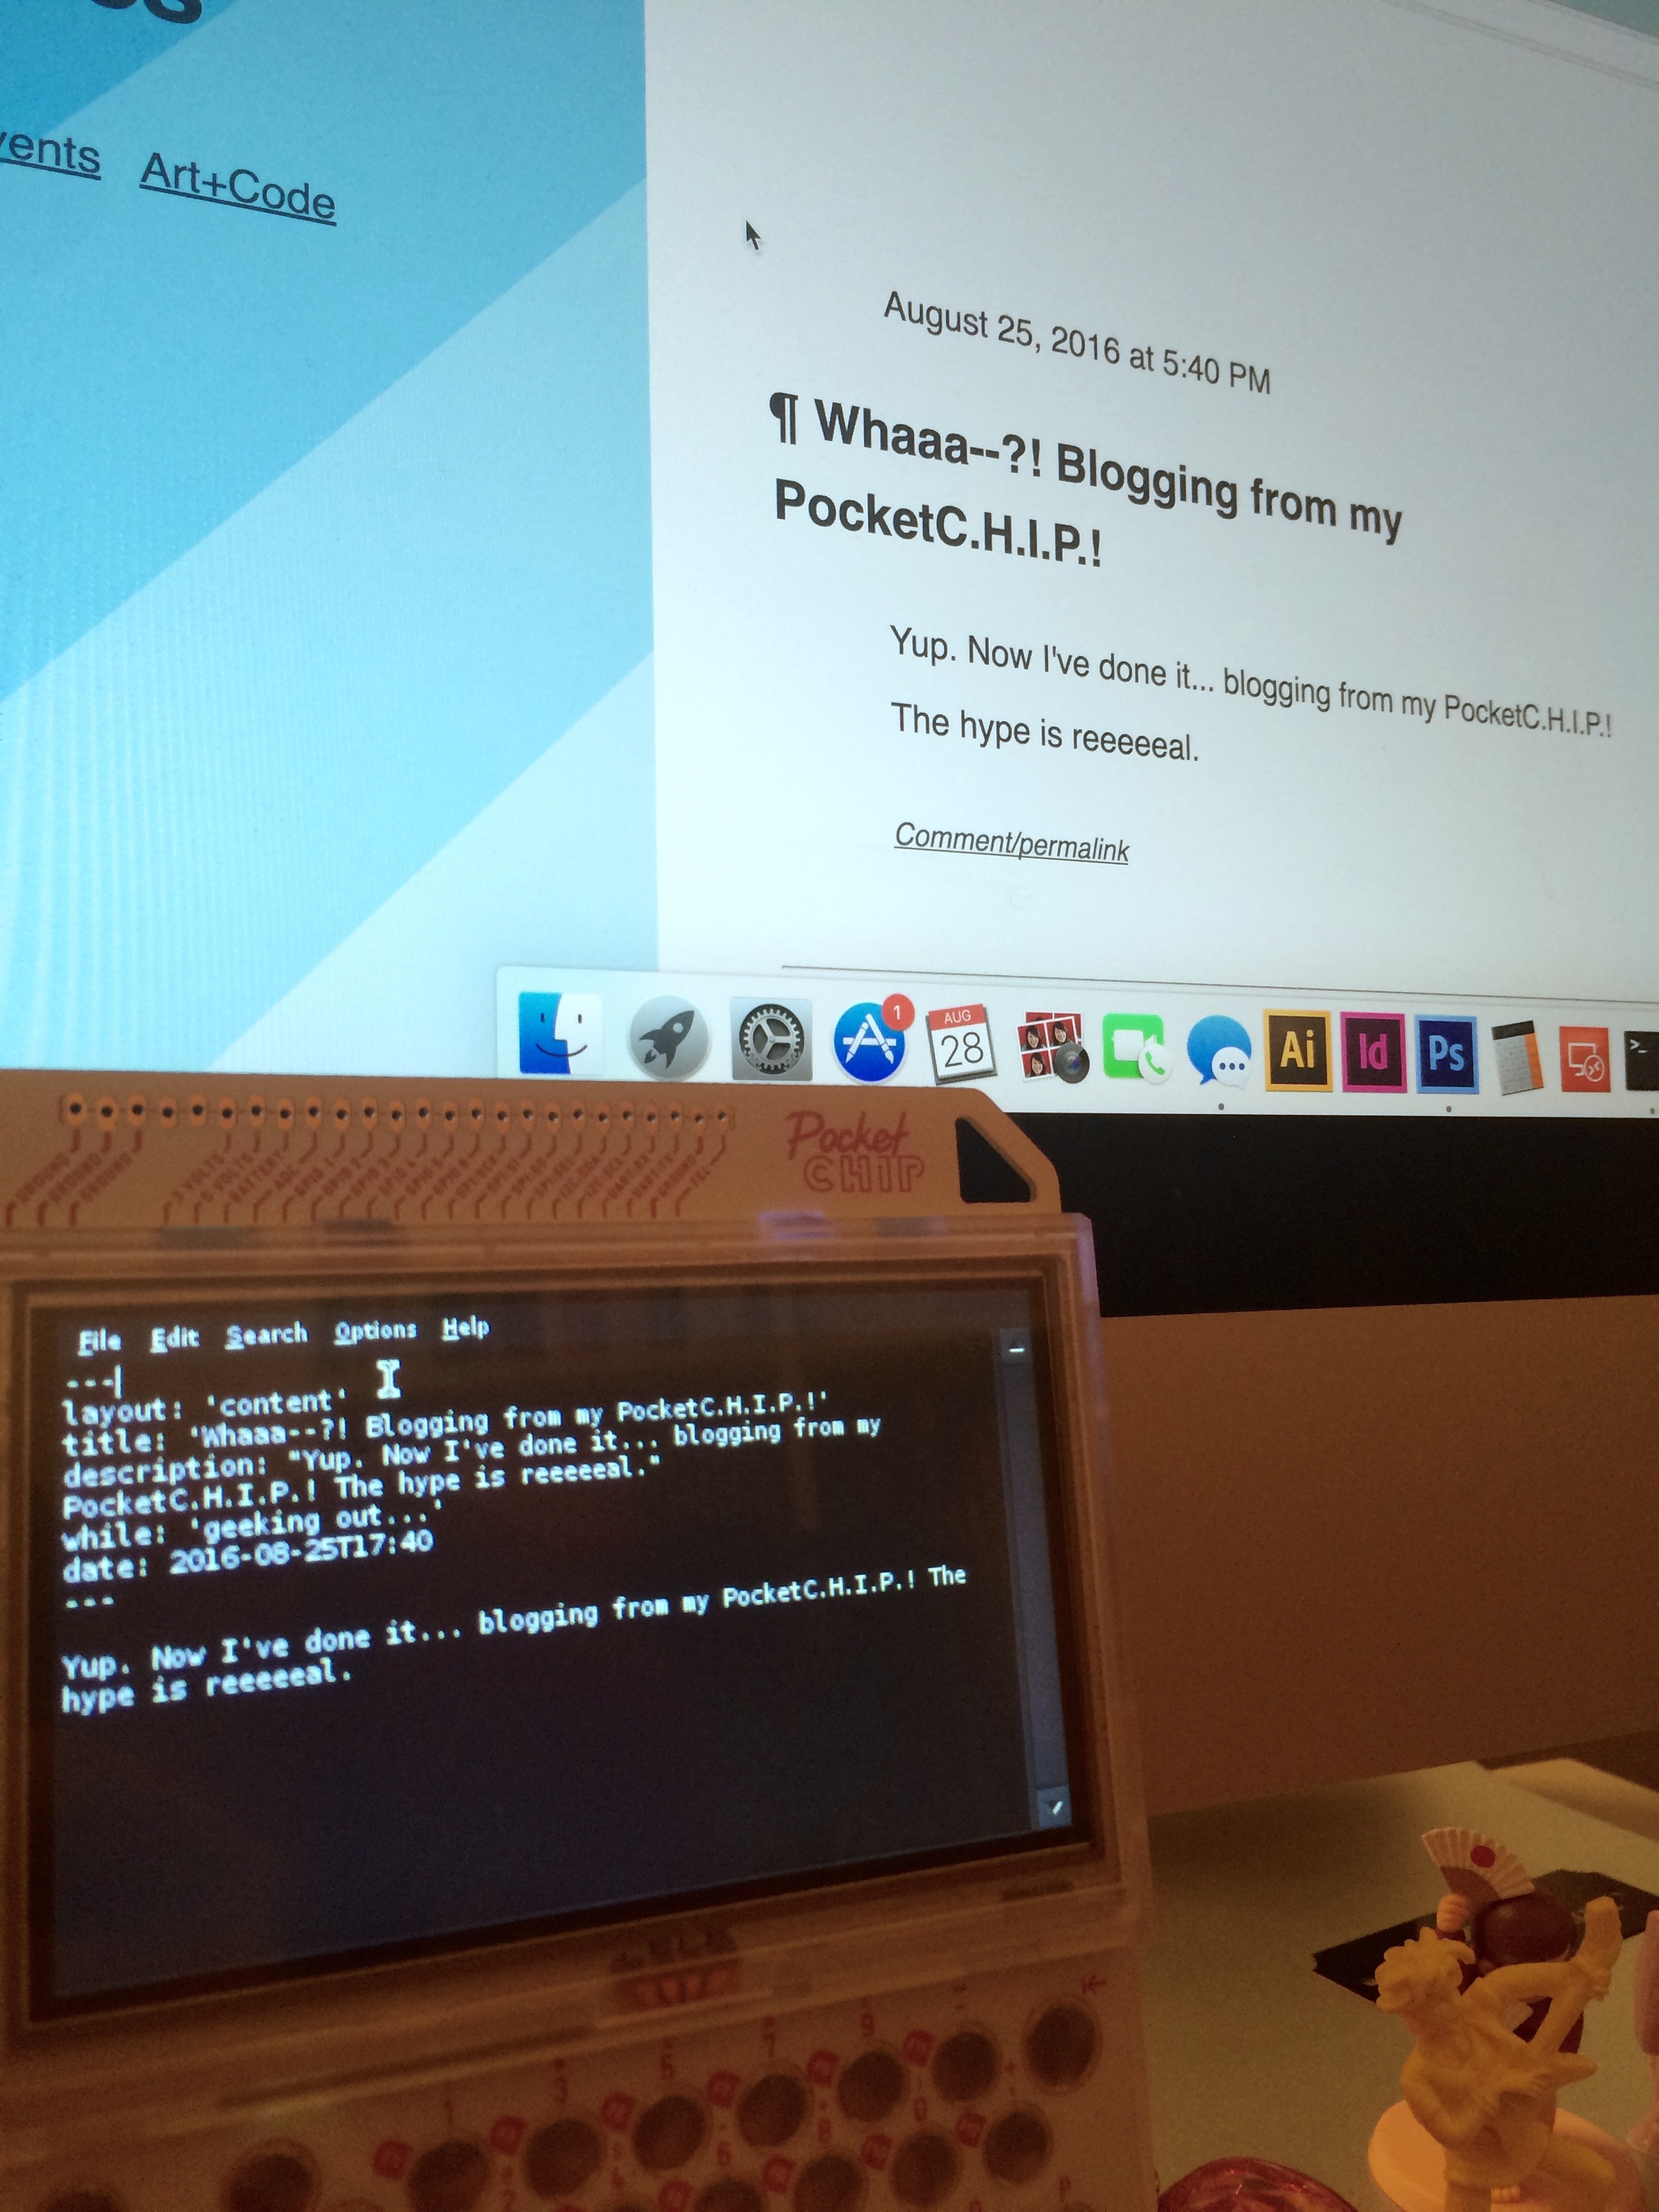 vents Art+Code
August 25, 2016 at 5:40 PM
¶ Whaaa--?! Blogging from my
PocketC.H.I.P.!
Yup. Now I've done it... blogging from my PocketC.H.I.P.!
The hype is reeeeeal.
Comment/permalink
1
AUG
28
Ai
Id
Ps
>_
Pocket
CHIP
GROUND
GROUND
GROUND
File Edit Search Options Help
---
layout: 'content'
title: 'Whaaa--?! Blogging from my PocketC.H.I.P.!'
description: "Yup. Now I've done it... blogging from my
PocketC.H.I.P.! The hype is reeeeeal."
while: 'geeking out...'
date: 2016-08-25T17:40
---
Yup. Now I've done it... blogging from my PocketC.H.I.P.! The
hype is reeeeeal.